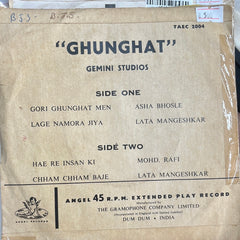 TAEC 2004
"GHUNGHAT"
GEMINI STUDIOS
SIDE ONE
GORI GHUNGHAT MEN ASHA BHOSLE
LAGE NAMORA JIYA LATA MANGESHKAR
SIDE TWO
HAE RE INSAN KI MOHD. RAFI
CHHAM CHHAM BAJE LATA MANGESHKAR
ANGEL 45 R.P.M. EXTENDED PLAY RECORD
THE GRAMOPHONE COMPANY LIMITED
DUM DUM • INDIA